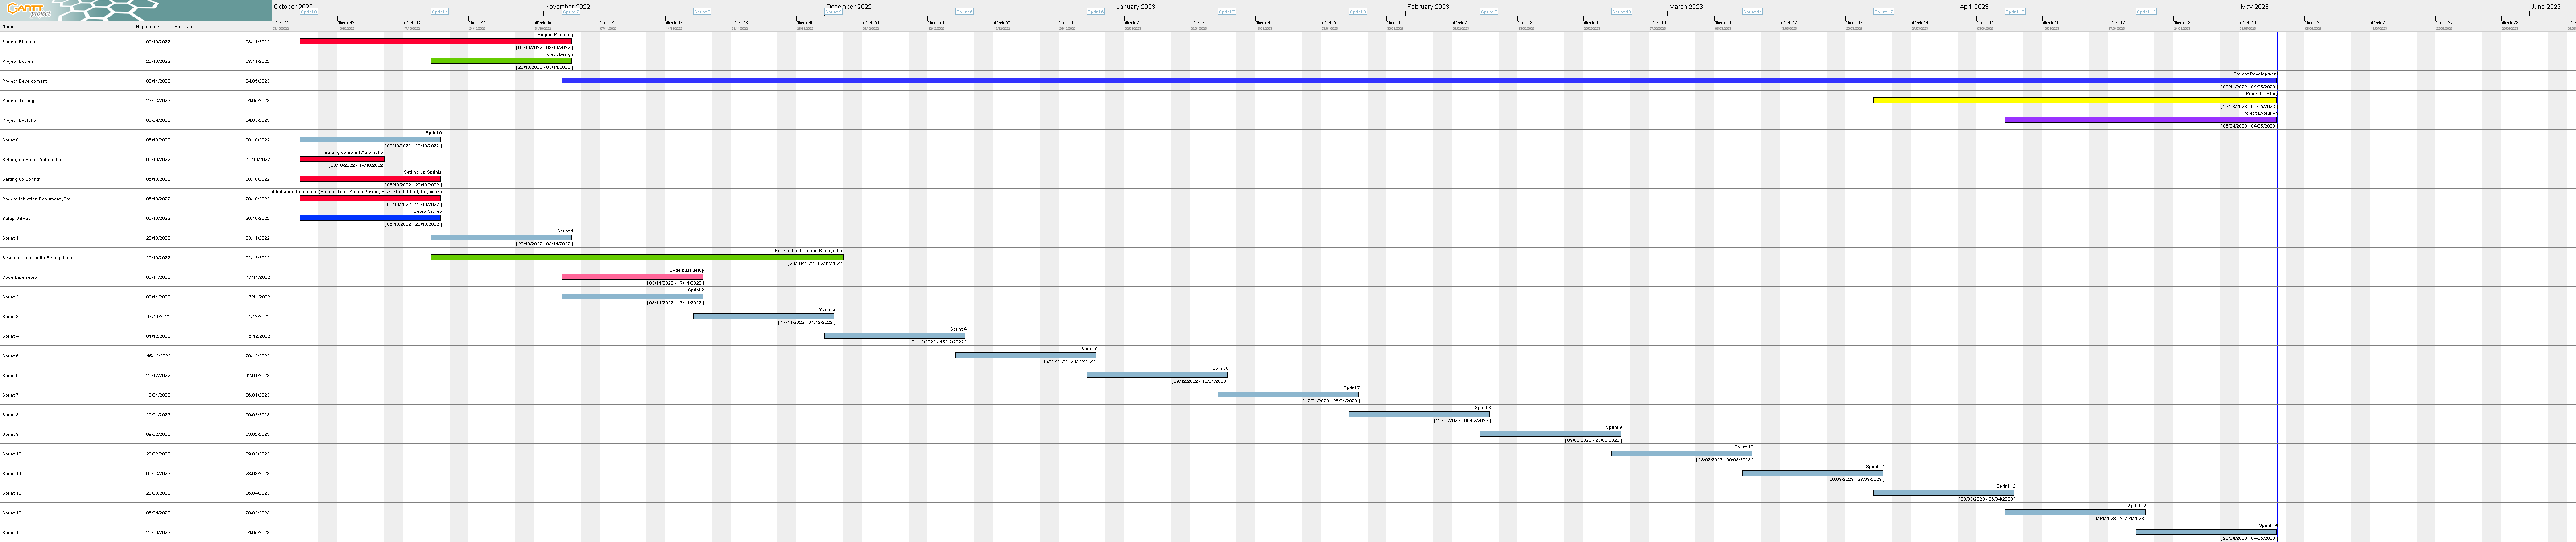 GANTT
project
October 2022 November 2022 December 2022 January 2023 February 2023 March 2023 April 2023 May 2023 June 2023
Name Begin date End date
Week 41 Week 42 Week 43 Week 44 Week 45 Week 46 Week 47 Week 48 Week 49 Week 50 Week 51 Week 52 Week 1 Week 2 Week 3 Week 4 Week 5 Week 6 Week 7 Week 8 Week 9 Week 10 Week 11 Week 12 Week 13 Week 14 Week 15 Week 16 Week 17 Week 18 Week 19 Week 20 Week 21 Week 22 Week 23
Project Planning 06/10/2022 03/11/2022 Project Planning
[ 06/10/2022 - 03/11/2022 ]
Project Design 20/10/2022 03/11/2022 Project Design
[ 20/10/2022 - 03/11/2022 ]
Project Development 03/11/2022 04/05/2023 Project Development
[ 03/11/2022 - 04/05/2023 ]
Project Testing 23/03/2023 04/05/2023 Project Testing
[ 23/03/2023 - 04/05/2023 ]
Project Evolution 06/04/2023 04/05/2023 Project Evolution
[ 06/04/2023 - 04/05/2023 ]
Sprint 0 06/10/2022 20/10/2022 Sprint 0
[ 06/10/2022 - 20/10/2022 ]
Setting up Sprint Automation 06/10/2022 14/10/2022 Setting up Sprint Automation
[ 06/10/2022 - 14/10/2022 ]
Setting up Sprints 06/10/2022 20/10/2022 Setting up Sprints
[ 06/10/2022 - 20/10/2022 ]
Project Initiation Document (Pro... 06/10/2022 20/10/2022 t Initiation Document (Project Title, Project Vision, Risks, Gantt Chart, Keywords)
[ 06/10/2022 - 20/10/2022 ]
Setup GitHub 06/10/2022 20/10/2022 Setup GitHub
[ 06/10/2022 - 20/10/2022 ]
Sprint 1 20/10/2022 03/11/2022 Sprint 1
[ 20/10/2022 - 03/11/2022 ]
Research into Audio Recognition 20/10/2022 02/12/2022 Research into Audio Recognition
[ 20/10/2022 - 02/12/2022 ]
Code base setup 03/11/2022 17/11/2022 Code base setup
[ 03/11/2022 - 17/11/2022 ]
Sprint 2 03/11/2022 17/11/2022 Sprint 2
[ 03/11/2022 - 17/11/2022 ]
Sprint 3 17/11/2022 01/12/2022 Sprint 3
[ 17/11/2022 - 01/12/2022 ]
Sprint 4 01/12/2022 15/12/2022 Sprint 4
[ 01/12/2022 - 15/12/2022 ]
Sprint 5 15/12/2022 29/12/2022 Sprint 5
[ 15/12/2022 - 29/12/2022 ]
Sprint 6 29/12/2022 12/01/2023 Sprint 6
[ 29/12/2022 - 12/01/2023 ]
Sprint 7 12/01/2023 26/01/2023 Sprint 7
[ 12/01/2023 - 26/01/2023 ]
Sprint 8 26/01/2023 09/02/2023 Sprint 8
[ 26/01/2023 - 09/02/2023 ]
Sprint 9 09/02/2023 23/02/2023 Sprint 9
[ 09/02/2023 - 23/02/2023 ]
Sprint 10 23/02/2023 09/03/2023 Sprint 10
[ 23/02/2023 - 09/03/2023 ]
Sprint 11 09/03/2023 23/03/2023 Sprint 11
[ 09/03/2023 - 23/03/2023 ]
Sprint 12 23/03/2023 06/04/2023 Sprint 12
[ 23/03/2023 - 06/04/2023 ]
Sprint 13 06/04/2023 20/04/2023 Sprint 13
[ 06/04/2023 - 20/04/2023 ]
Sprint 14 20/04/2023 04/05/2023 Sprint 14
[ 20/04/2023 - 04/05/2023 ]